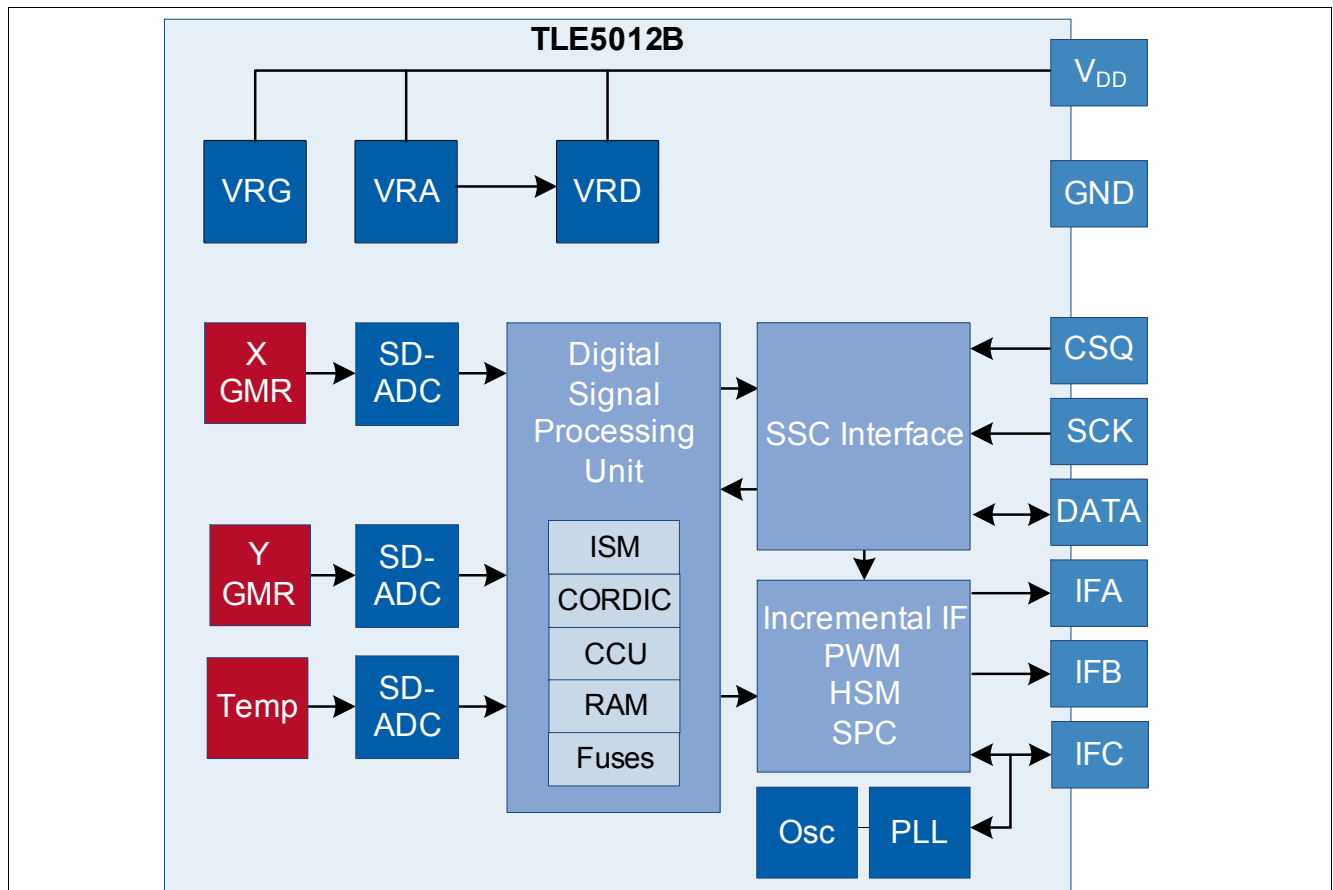 TLE5012B
V_DD
VRG
VRA
VRD
GND
X
GMR
SD-
ADC
Digital
Signal
Processing
Unit
SSC Interface
CSQ
SCK
DATA
Y
GMR
SD-
ADC
ISM
CORDIC
CCU
RAM
Fuses
Incremental IF
PWM
HSM
SPC
IFA
IFB
IFC
Temp
SD-
ADC
Osc
PLL